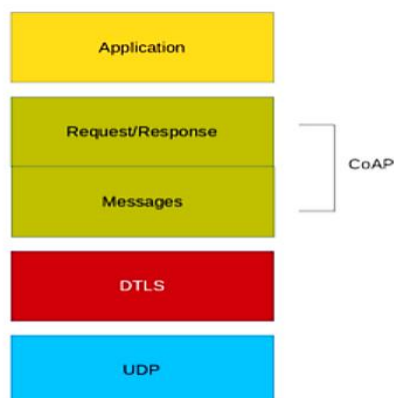 Application
Request/Response
CoAP
Messages
DTLS
UDP